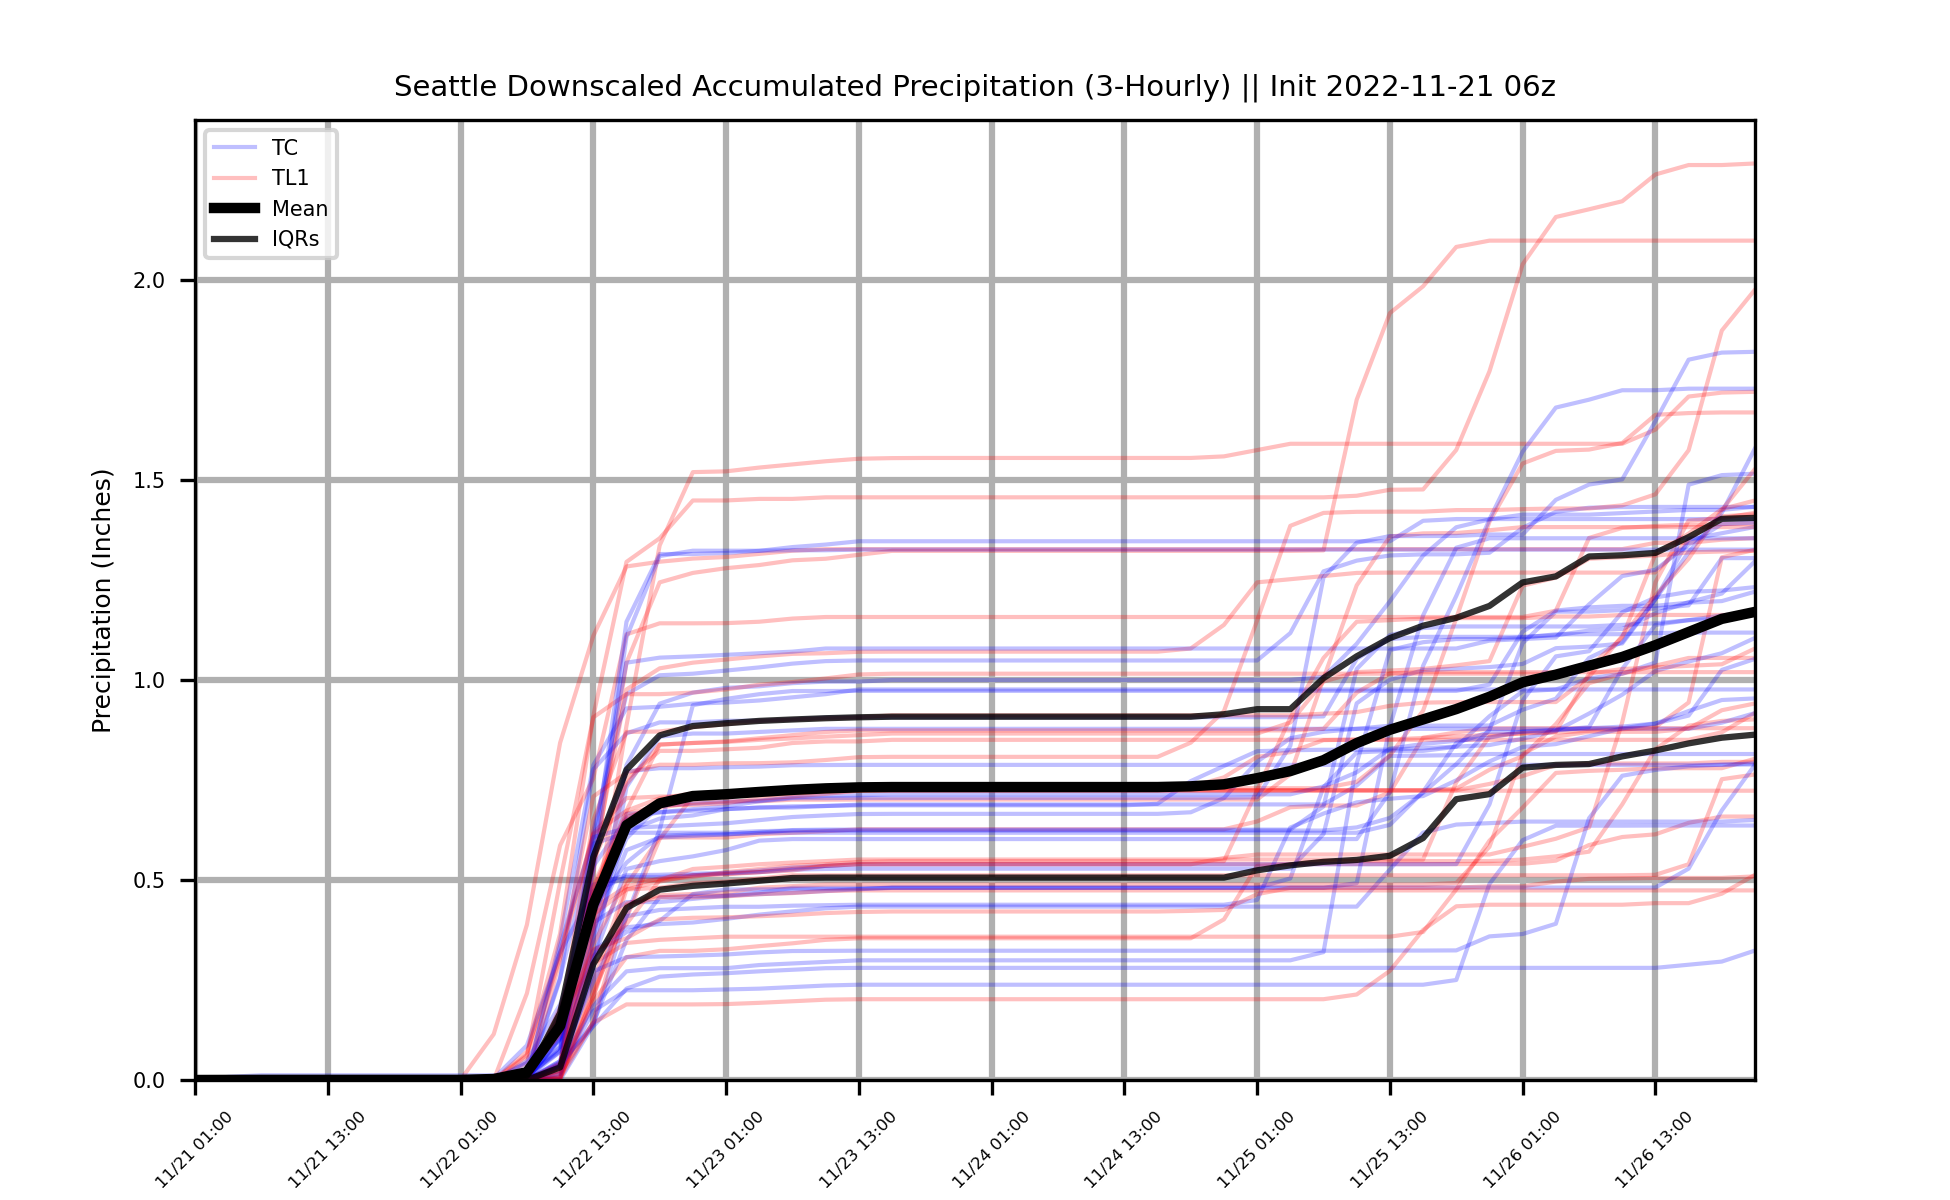 Seattle Downscaled Accumulated Precipitation (3-Hourly) || Init 2022-11-21 06z
TC
TL1
Mean
IQRs
Precipitation (Inches)
2.0
1.5
1.0
0.5
0.0
11/21 01:00
11/21 13:00
11/22 01:00
11/22 13:00
11/23 01:00
11/23 13:00
11/24 01:00
11/24 13:00
11/25 01:00
11/25 13:00
11/26 01:00
11/26 13:00